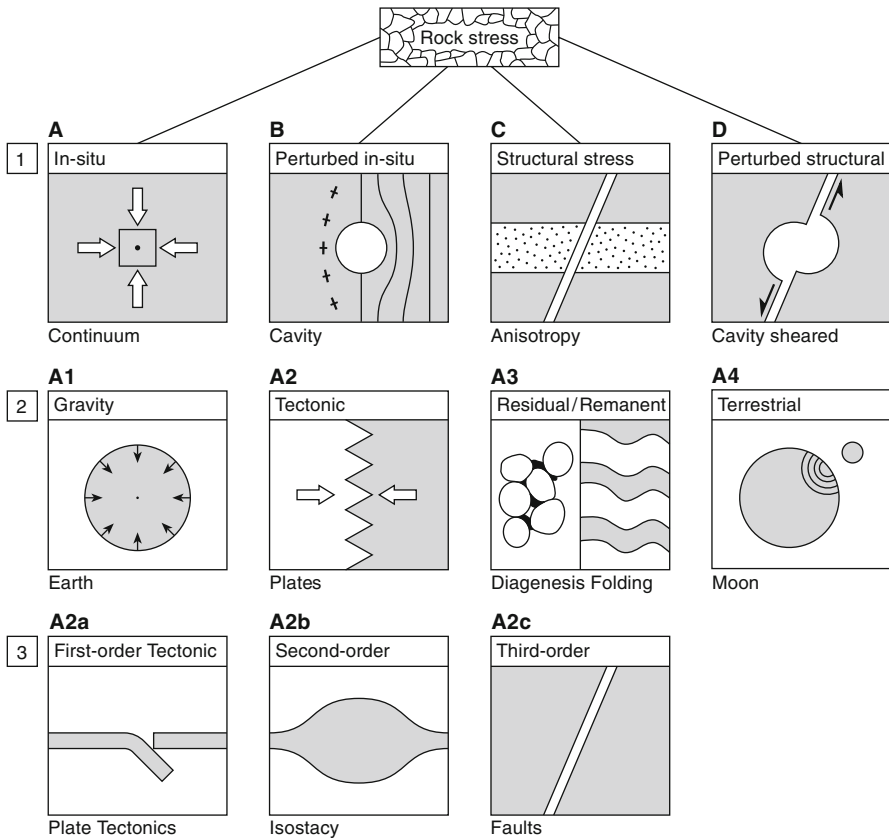 Rock stress
A
B
C
D
1
In-situ
Perturbed in-situ
Structural stress
Perturbed structural
Continuum
Cavity
Anisotropy
Cavity sheared
A1
A2
A3
A4
2
Gravity
Tectonic
Residual/Remanent
Terrestrial
Earth
Plates
Diagenesis Folding
Moon
A2a
A2b
A2c
3
First-order Tectonic
Second-order
Third-order
Plate Tectonics
Isostacy
Faults